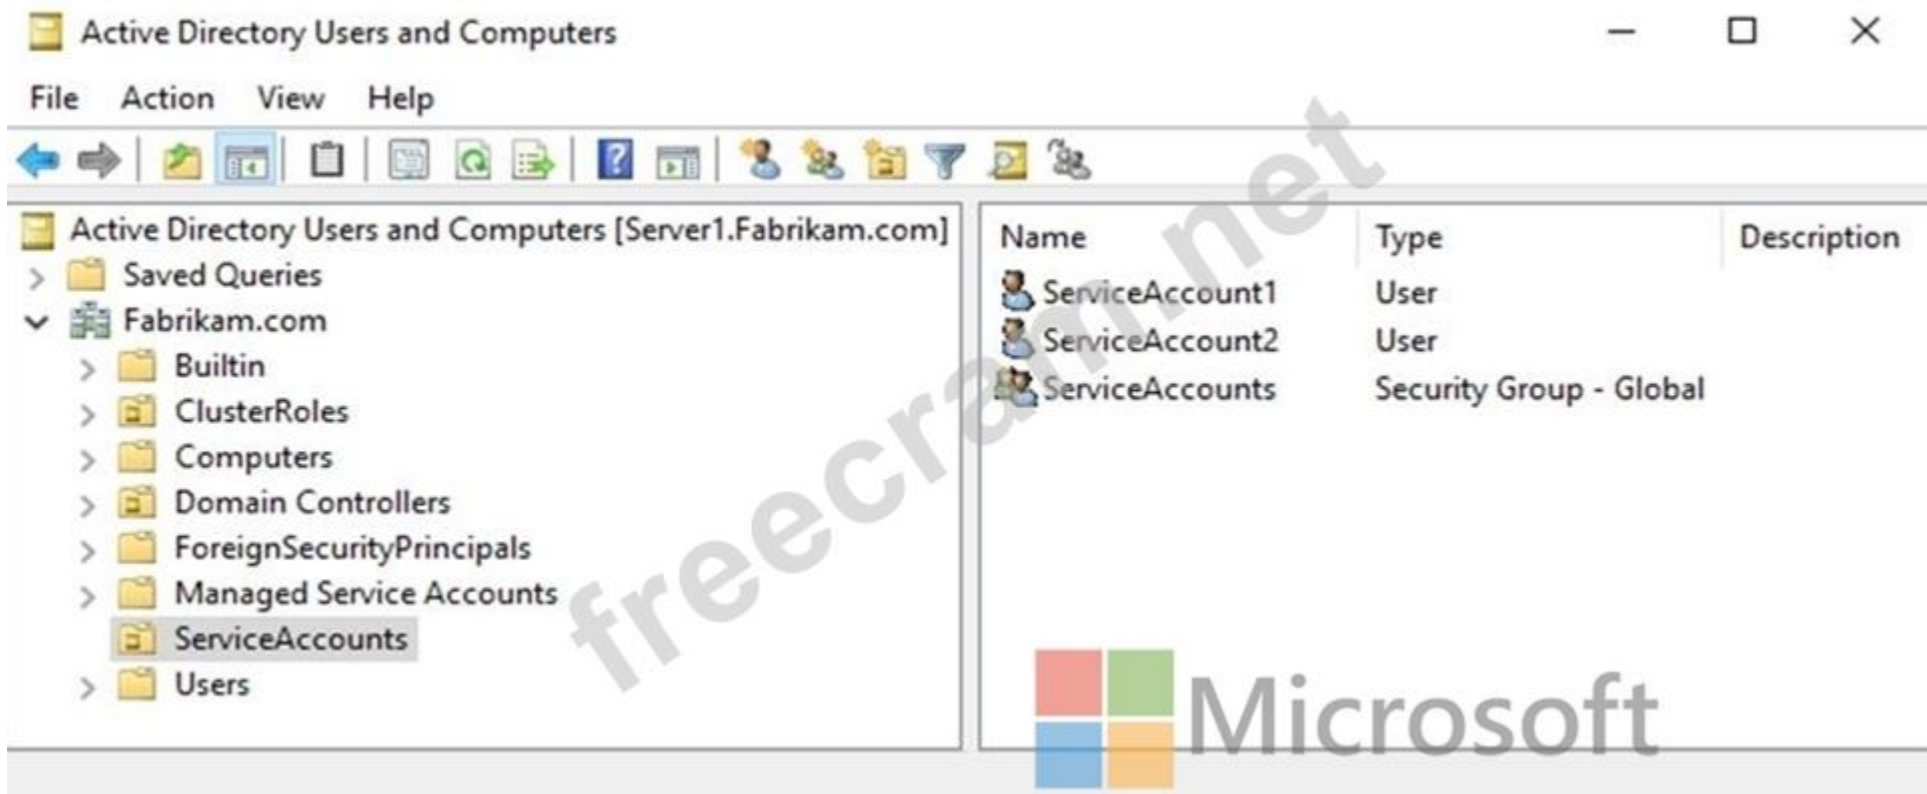 Active Directory Users and Computers
File Action View Help
Active Directory Users and Computers [Server1.Fabrikam.com]
Saved Queries
Fabrikam.com
Builtin
ClusterRoles
Computers
Domain Controllers
ForeignSecurityPrincipals
Managed Service Accounts
ServiceAccounts
Users
Name Type Description
ServiceAccount1 User
ServiceAccount2 User
ServiceAccounts Security Group - Global
freecram.net
Microsoft